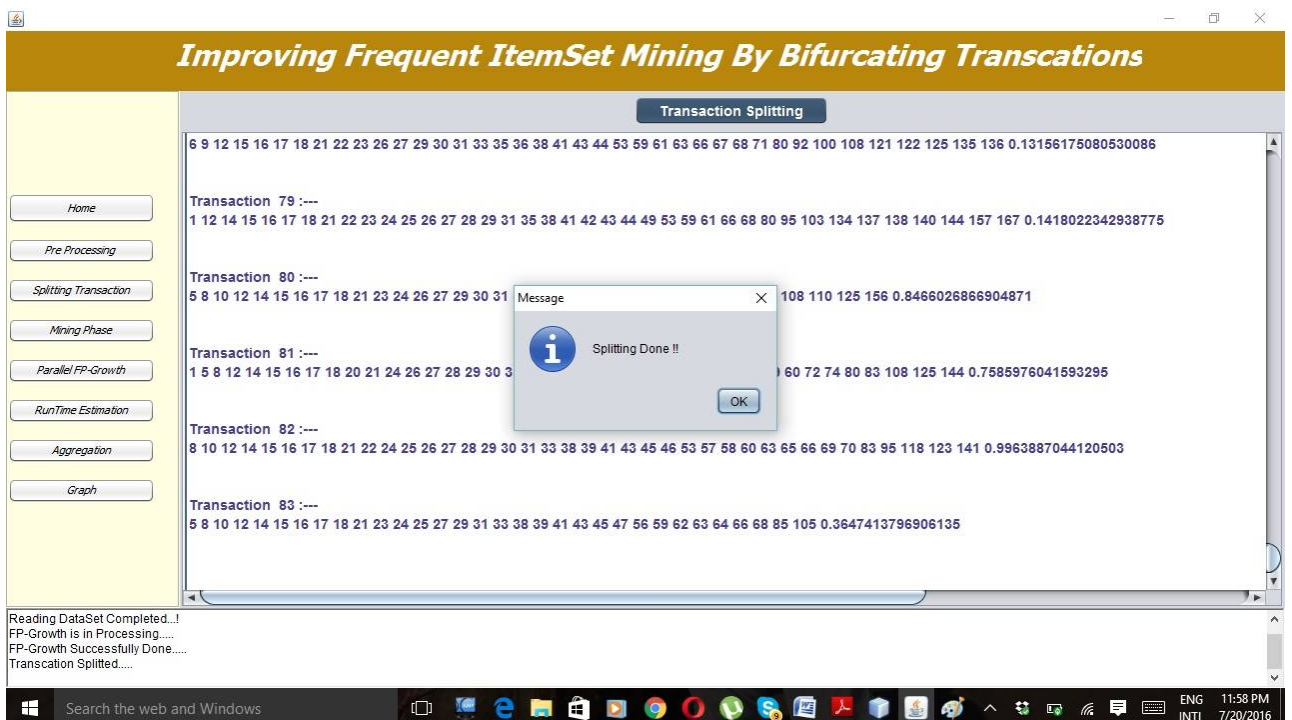 Improving Frequent ItemSet Mining By Bifurcating Transcations
Transaction Splitting
6 9 12 15 16 17 18 21 22 23 26 27 29 30 31 33 35 36 38 41 43 44 53 59 61 63 66 67 68 71 80 92 100 108 121 122 125 135 136 0.13156175080530086
Transaction 79 :---
1 12 14 15 16 17 18 21 22 23 24 25 26 27 28 29 31 35 38 41 42 43 44 49 53 59 61 66 68 80 95 103 134 137 138 140 144 157 167 0.1418022342938775
Transaction 80 :---
5 8 10 12 14 15 16 17 18 21 23 24 26 27 29 30 31 108 110 125 156 0.8466026866904871
Transaction 81 :---
1 5 8 12 14 15 16 17 18 20 21 24 26 27 28 29 30 3 60 72 74 80 83 108 125 144 0.7585976041593295
Transaction 82 :---
8 10 12 14 15 16 17 18 21 22 24 25 26 27 28 29 30 31 33 38 39 41 43 45 46 53 57 58 60 63 65 66 69 70 83 95 118 123 141 0.9963887044120503
Transaction 83 :---
5 8 10 12 14 15 16 17 18 21 23 24 25 27 29 31 33 38 39 41 43 45 47 56 59 62 63 64 66 68 85 105 0.3647413796906135
Home
Pre Processing
Splitting Transaction
Mining Phase
Parallel FP-Growth
RunTime Estimation
Aggregation
Graph
Message
Splitting Done !!
OK
Reading DataSet Completed...!
FP-Growth is in Processing.....
FP-Growth Successfully Done.....
Transcation Splitted.....
Search the web and Windows
ENG
INTI
11:58 PM
7/20/2016